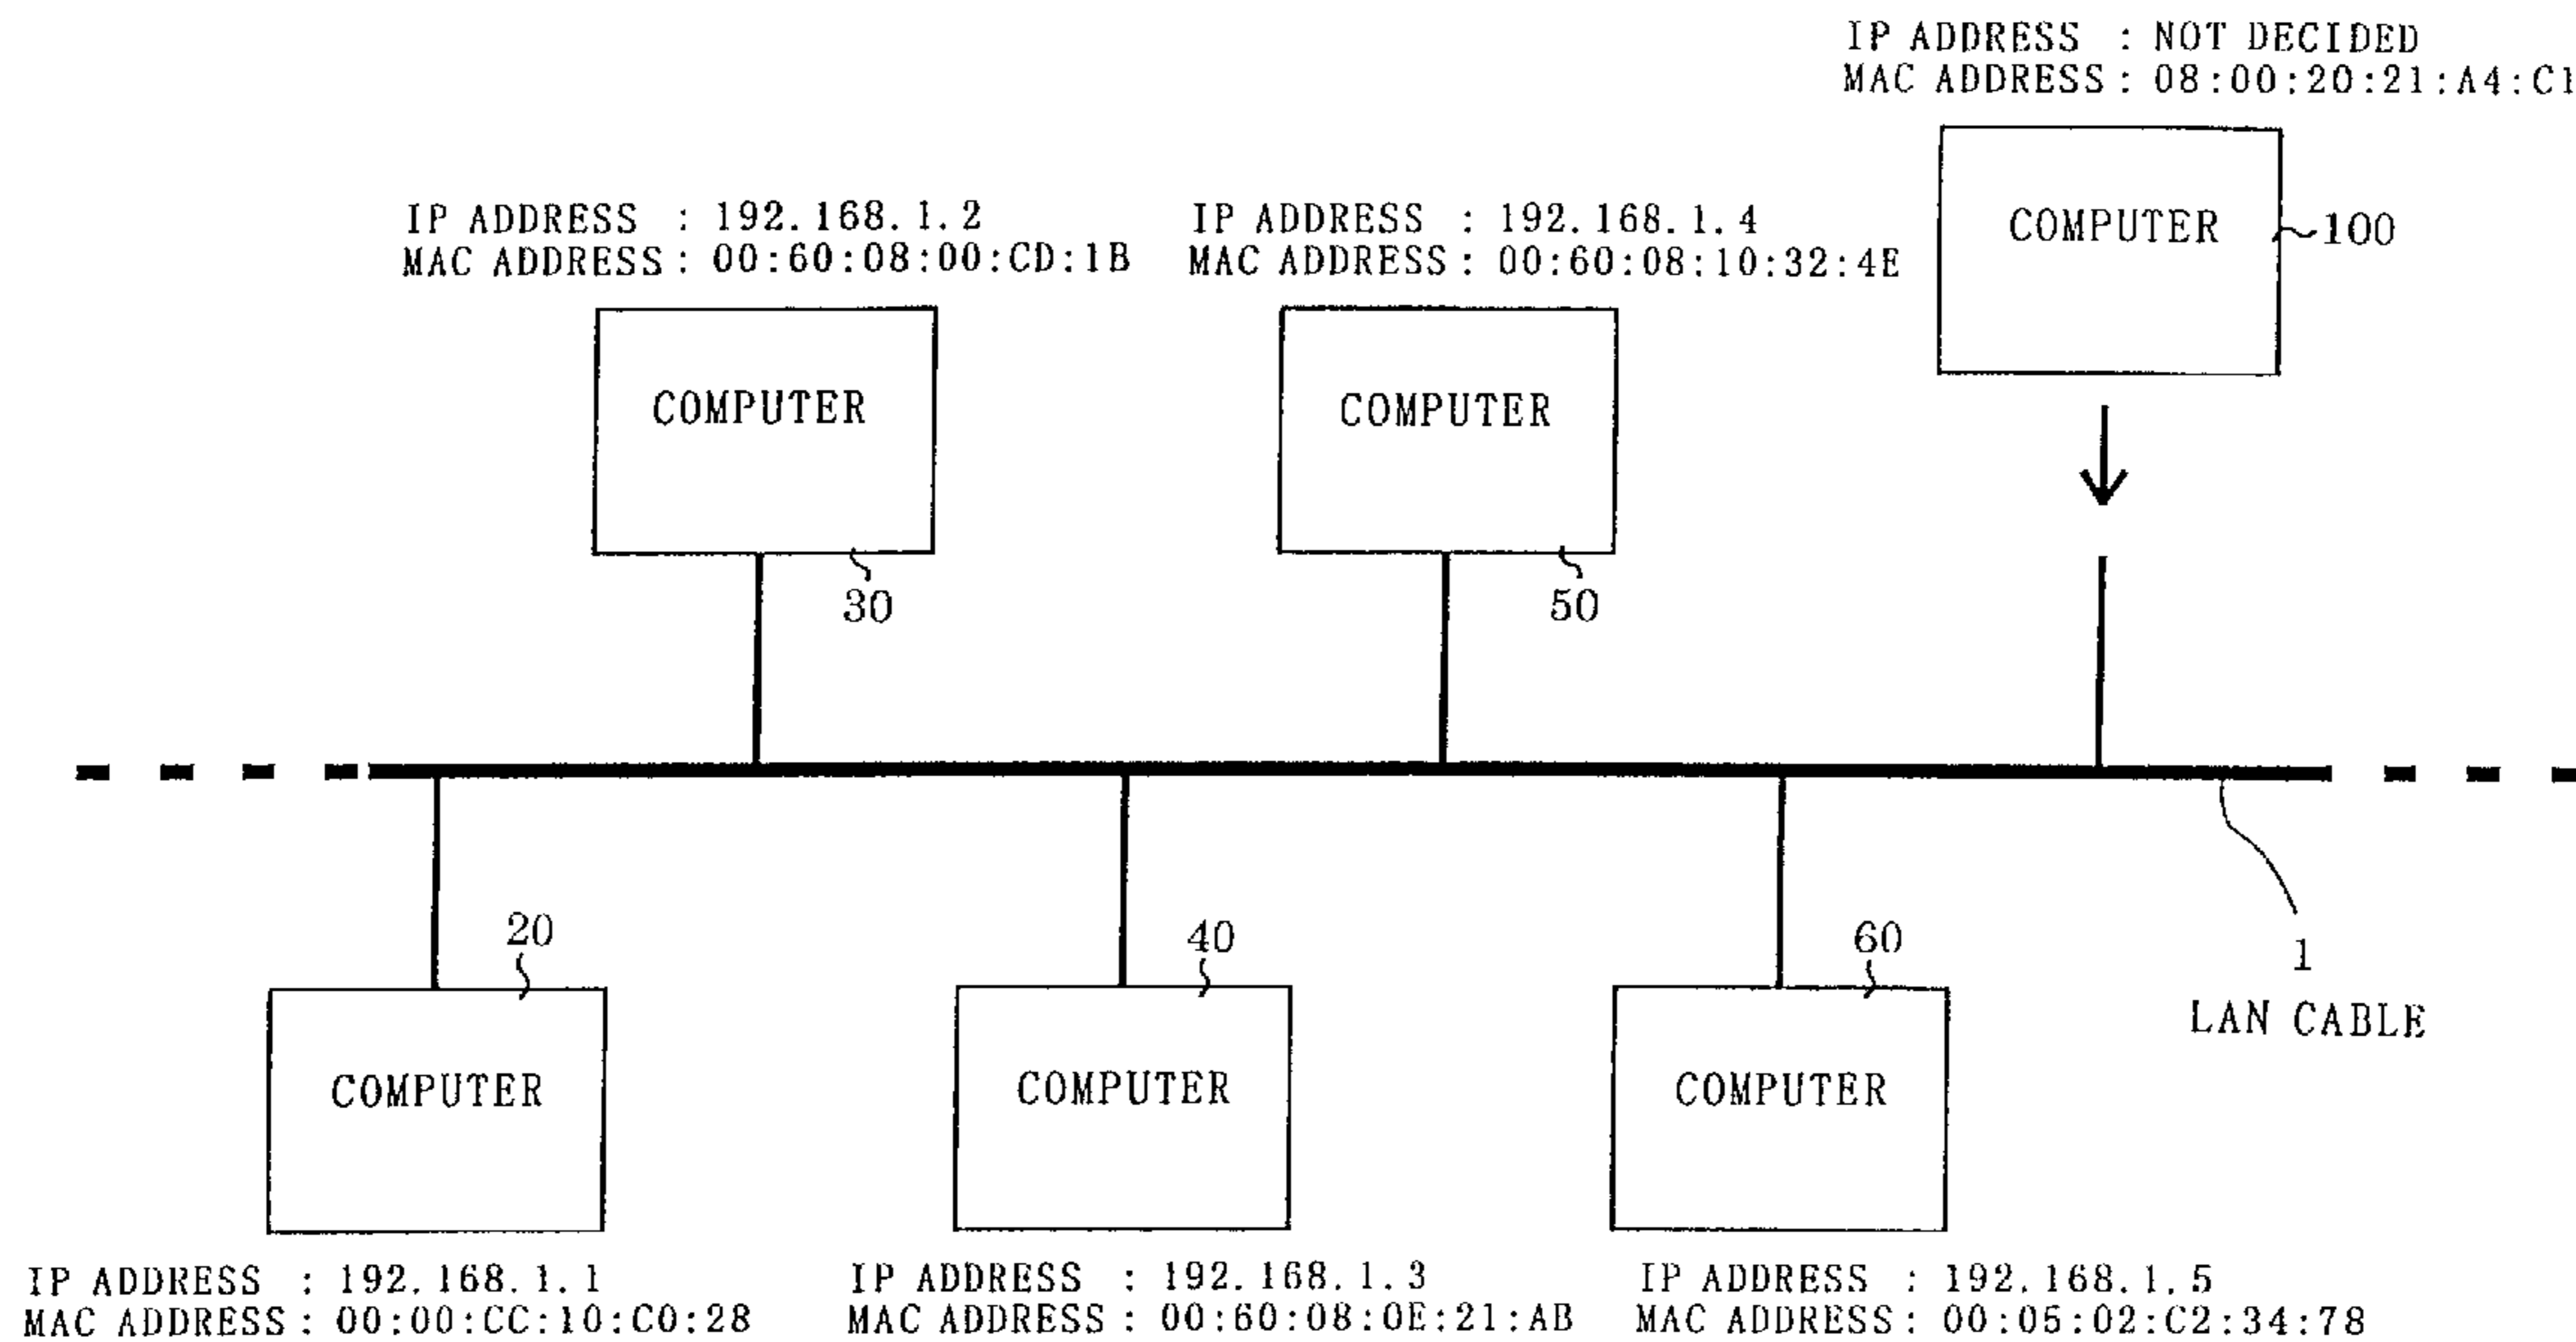 IP ADDRESS : NOT DECIDED
MAC ADDRESS : 08:00:20:21:A4:C1
COMPUTER
100
IP ADDRESS : 192.168.1.2
MAC ADDRESS : 00:60:08:00:CD:1B
COMPUTER
30
IP ADDRESS : 192.168.1.4
MAC ADDRESS : 00:60:08:10:32:4E
COMPUTER
50
20
COMPUTER
IP ADDRESS : 192.168.1.1
MAC ADDRESS : 00:00:CC:10:C0:28
40
COMPUTER
IP ADDRESS : 192.168.1.3
MAC ADDRESS : 00:60:08:0E:21:AB
60
COMPUTER
IP ADDRESS : 192.168.1.5
MAC ADDRESS : 00:05:02:C2:34:78
1
LAN CABLE